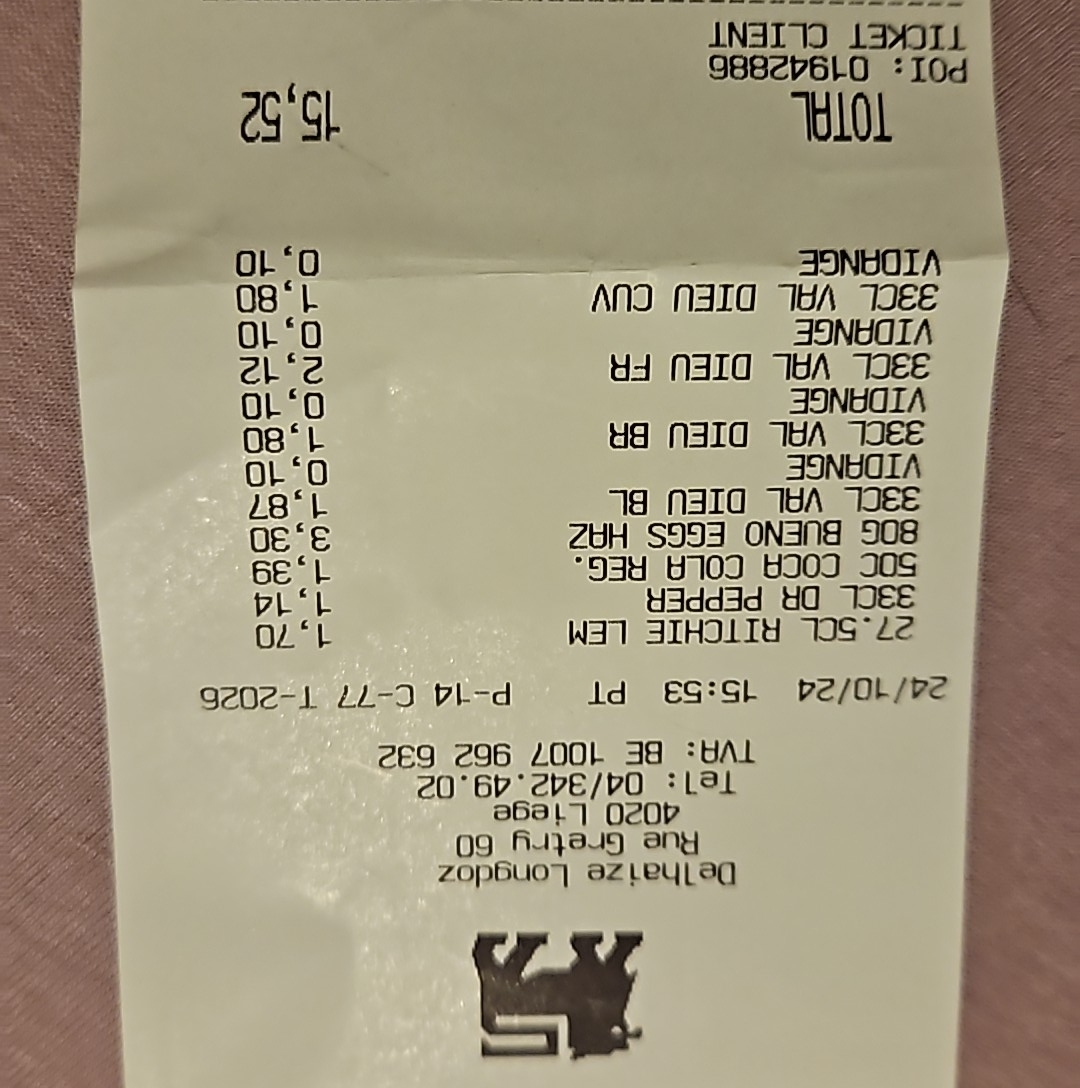 Delhaize Longdoz
Rue Gretry 60
4020 Liege
Tel: 04/342.49.02
TVA: BE 1007 962 632
24/10/24 15:53 PT P-14 C-77 T-2026
27.5CL RITCHIE LEM 1,70
33CL DR PEPPER 1,14
50C COCA COLA REG. 1,39
80G BUENO EGGS HAZ 3,30
33CL VAL DIEU BL 1,87
VIDANGE 0,10
33CL VAL DIEU BR 1,80
VIDANGE 0,10
33CL VAL DIEU FR 2,12
VIDANGE 0,10
33CL VAL DIEU CUV 1,80
VIDANGE 0,10
TOTAL 15,52
POI: 01942886
TICKET CLIENT